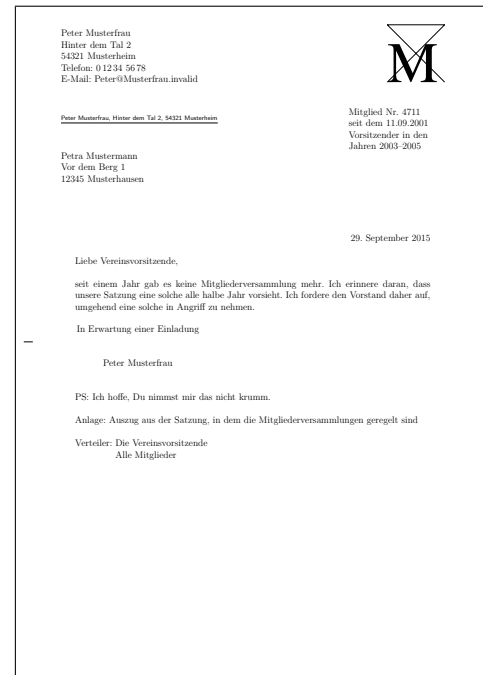 Peter Musterfrau
Hinter dem Tal 2
54321 Musterheim
Telefon: 0 12 34 56 78
E-Mail: Peter@Musterfrau.invalid
M
Peter Musterfrau, Hinter dem Tal 2, 54321 Musterheim
Mitglied Nr. 4711
seit dem 11.09.2001
Vorsitzender in den
Jahren 2003–2005
Petra Mustermann
Vor dem Berg 1
12345 Musterhausen
29. September 2015
Liebe Vereinsvorsitzende,
seit einem Jahr gab es keine Mitgliederversammlung mehr. Ich erinnere daran, dass
unsere Satzung eine solche alle halbe Jahr vorsieht. Ich fordere den Vorstand daher auf,
umgehend eine solche in Angriff zu nehmen.
In Erwartung einer Einladung
Peter Musterfrau
PS: Ich hoffe, Du nimmst mir das nicht krumm.
Anlage: Auszug aus der Satzung, in dem die Mitgliederversammlungen geregelt sind
Verteiler: Die Vereinsvorsitzende
Alle Mitglieder